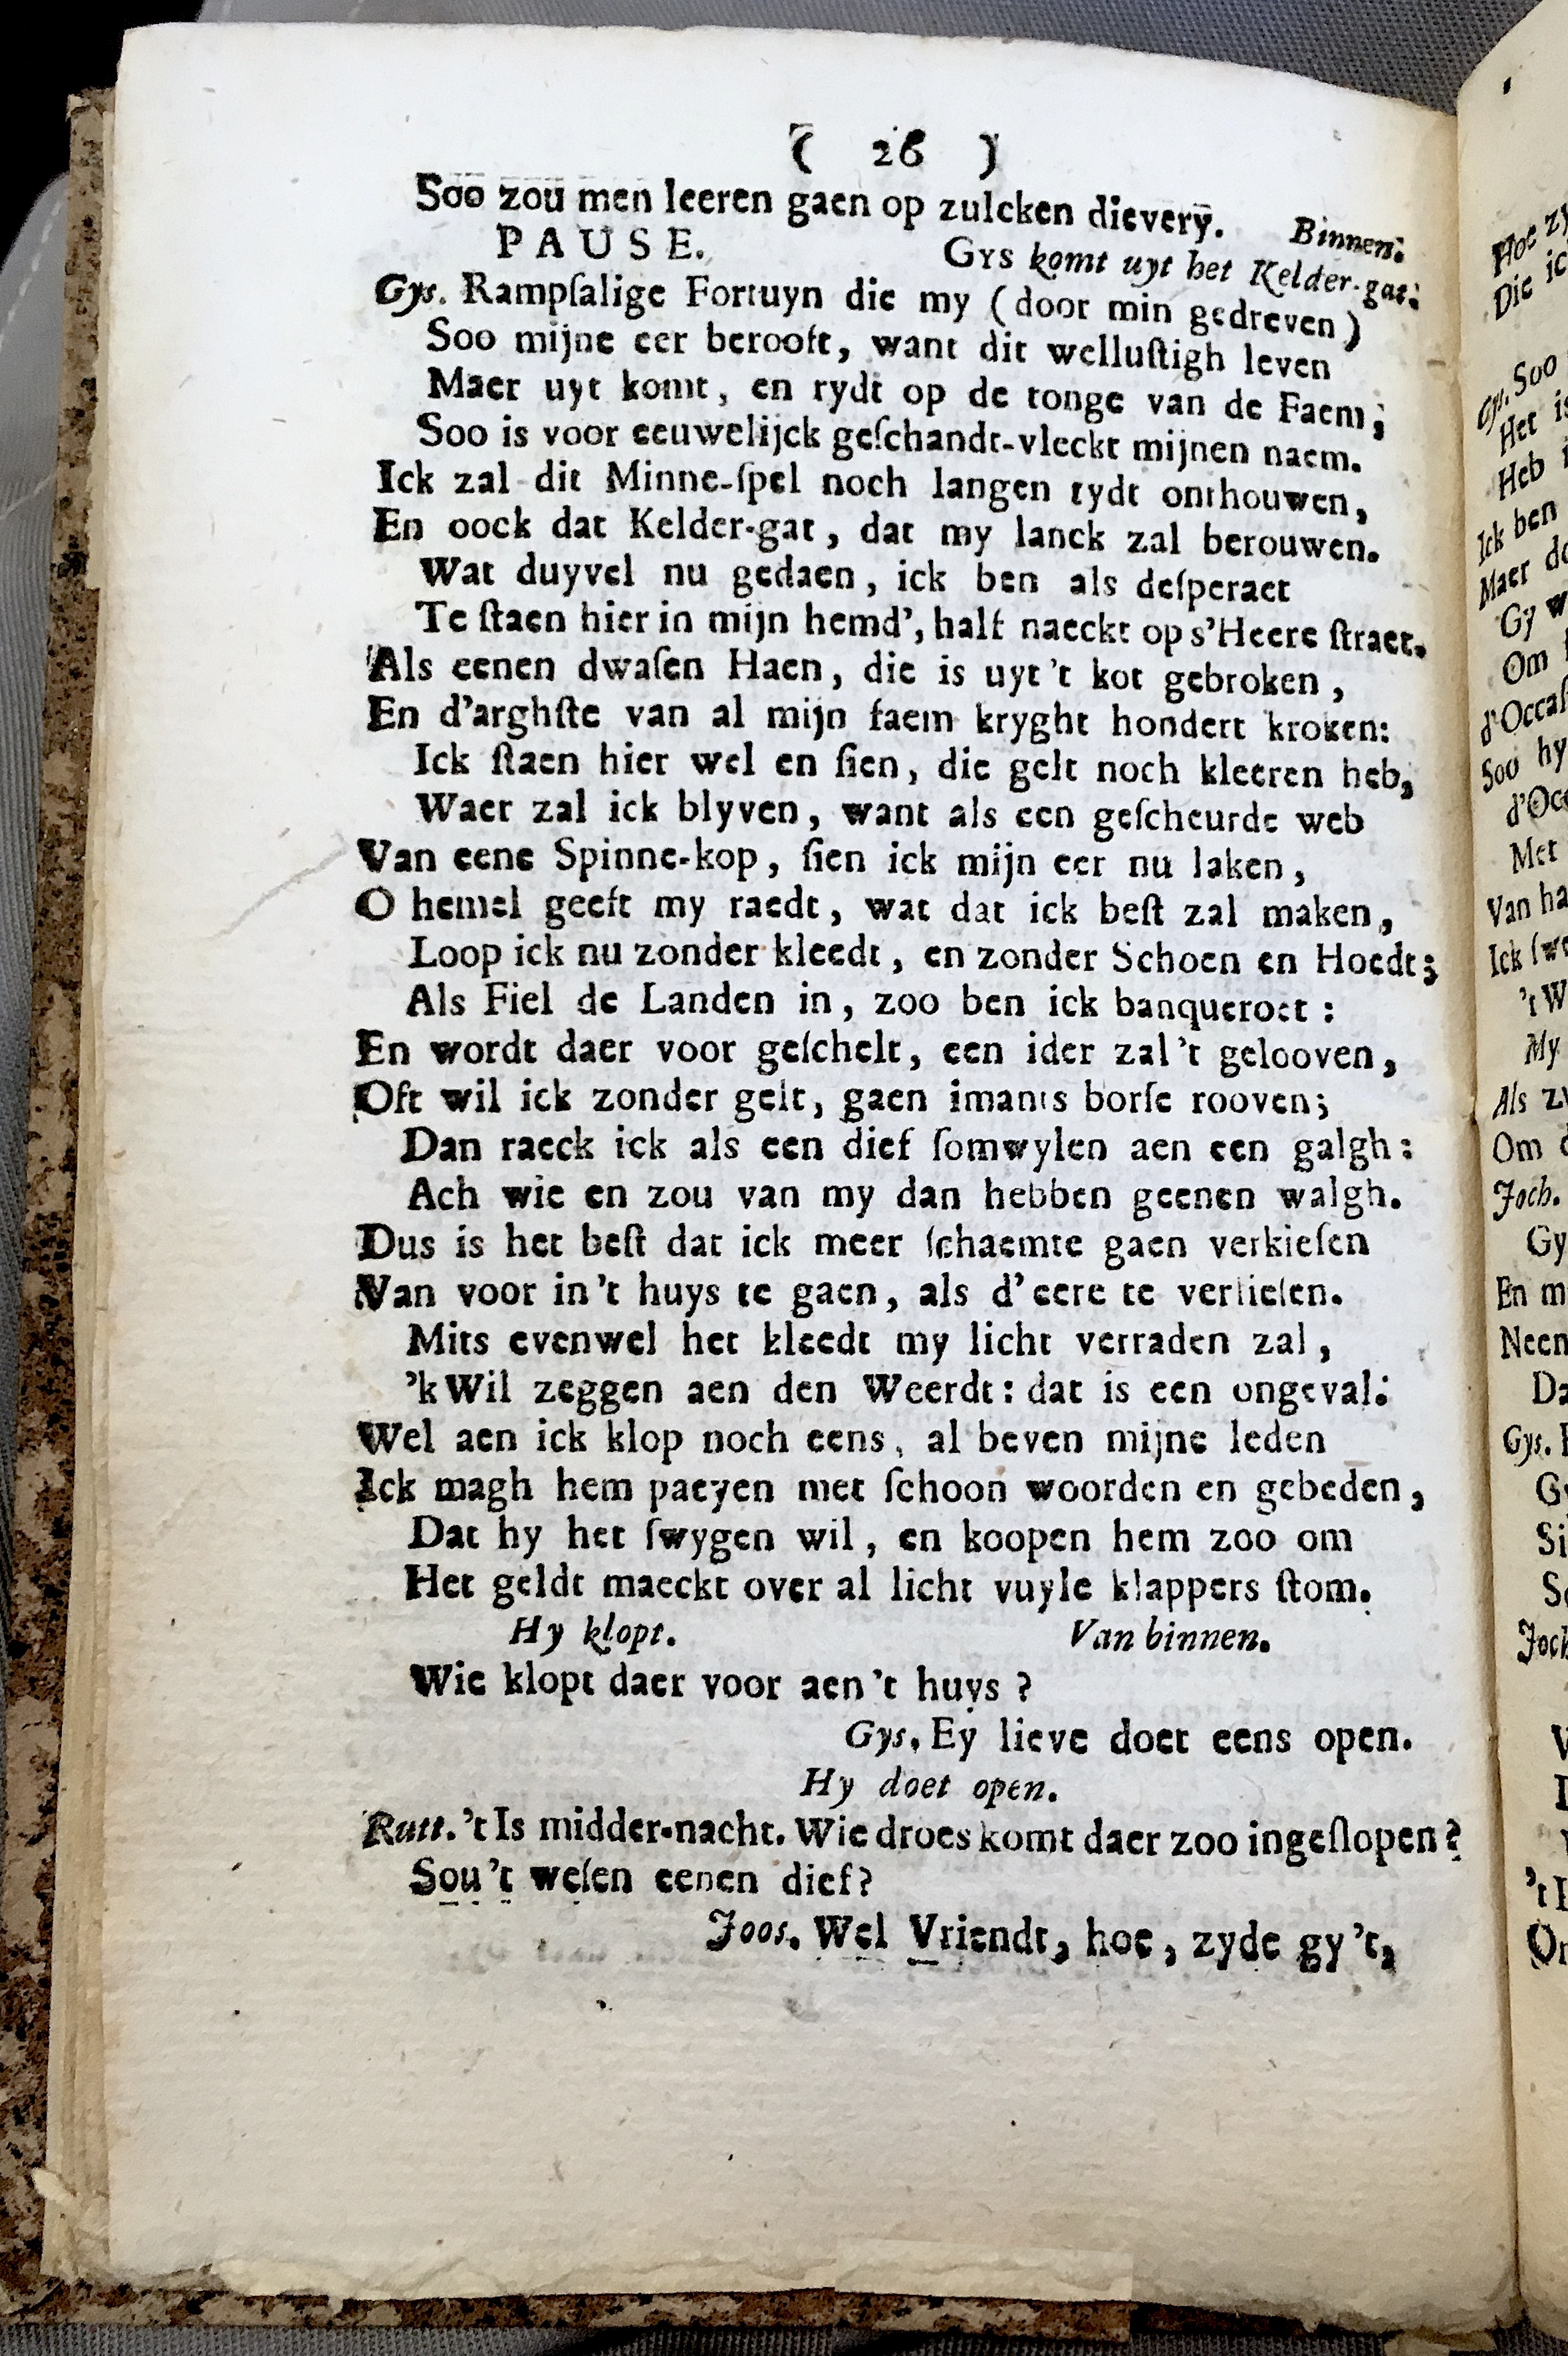 ( 26 )
Soo zou men leeren gaen op zulcken dievery. Binnen.
PAUSE. Gys komt uyt het Kelder-gat.
Gys. Rampſalige Fortuyn die my (door min gedreven)
Soo mijne eer berooft, want dit welluſtigh leven
Maer uyt komt, en rydt op de tonge van de Faem;
Soo is voor eeuwelijck geſchandt-vleckt mijnen naem.
Ick zal dit Minne-ſpel noch langen tydt onthouwen,
En oock dat Kelder-gat, dat my lanck zal berouwen.
Wat duyvel nu gedaen, ick ben als deſperaet
Te ſtaen hier in mijn hemd', half naeckt op s'Heere ſtraet.
Als eenen dwaſen Haen, die is uyt 't kot gebroken,
En d'arghſte van al mijn faem kryght hondert kroken:
Ick ſtaen hier wel en ſien, die gelt noch kleeren heb,
Waer zal ick blyven, want als een geſcheurde web
Van eene Spinne-kop, ſien ick mijn eer nu laken,
O hemel geeft my raedt, wat dat ick beſt zal maken,
Loop ick nu zonder kleedt, en zonder Schoen en Hoedt;
Als Fiel de Landen in, zoo ben ick banqueroet:
En wordt daer voor geſchelt, een ider zal 't gelooven,
Oft wil ick zonder gelt, gaen imants borſe rooven;
Dan raeck ick als een dief ſomwylen aen een galgh:
Ach wie en zou van my dan hebben geenen walgh.
Dus is het beſt dat ick meer ſchaemte gaen verkieſen
Van voor in 't huys te gaen, als d'eere te verlieſen.
Mits evenwel het kleedt my licht verraden zal,
'k Wil zeggen aen den Weerdt: dat is een ongeval.
Wel aen ick klop noch eens, al beven mijne leden
Ick magh hem paeyen met ſchoon woorden en gebeden,
Dat hy het ſwygen wil, en koopen hem zoo om
Het geldt maeckt over al licht vuyle klappers ſtom.
Hy klopt. Van binnen.
Wie klopt daer voor aen 't huys?
Gys. Ey lieve doet eens open.
Hy doet open.
Rutt. 't Is midder-nacht. Wie droes komt daer zoo ingeſlopen?
Sou 't weſen eenen dief?
Joos. Wel Vriendt, hoe, zyde gy 't,